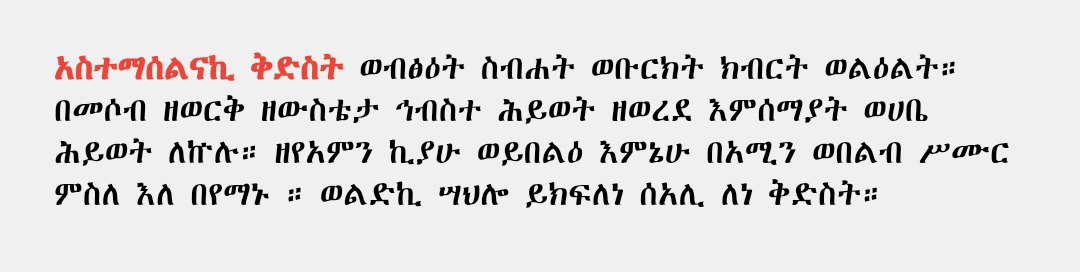 አስተማሰልናኪ ቅድስት ወብፅዕት ስብሐት ወቡርክት ክብርት ወልዕልት።
በመሶብ ዘወርቅ ዘውስቴታ ኅብስተ ሕይወት ዘወረደ እምሰማያት ወሀቤ
ሕይወት ለኵሉ። ዘየአምን ኪያሁ ወይበልዕ እምኔሁ በአሚን ወበልብ ሥሙር
ምስለ እለ በየማኑ ። ወልድኪ ሣህሎ ይክፍለነ ሰአሊ ለነ ቅድስት።